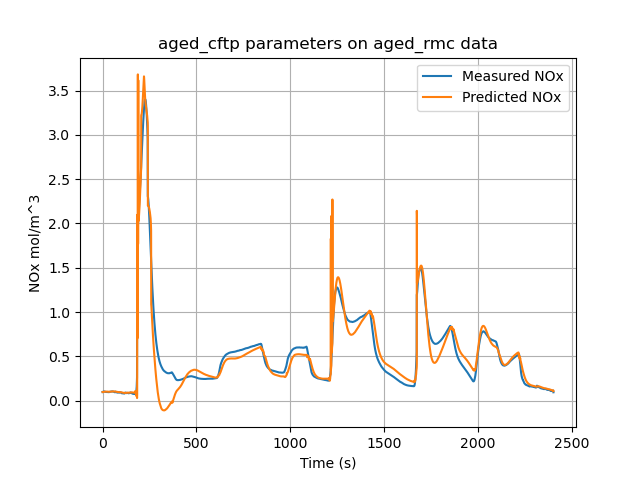 aged_cftp parameters on aged_rmc data
Measured NOx
Predicted NOx
NOx mol/m^3
3.5
3.0
2.5
2.0
1.5
1.0
0.5
0.0
0 500 1000 1500 2000 2500
Time (s)